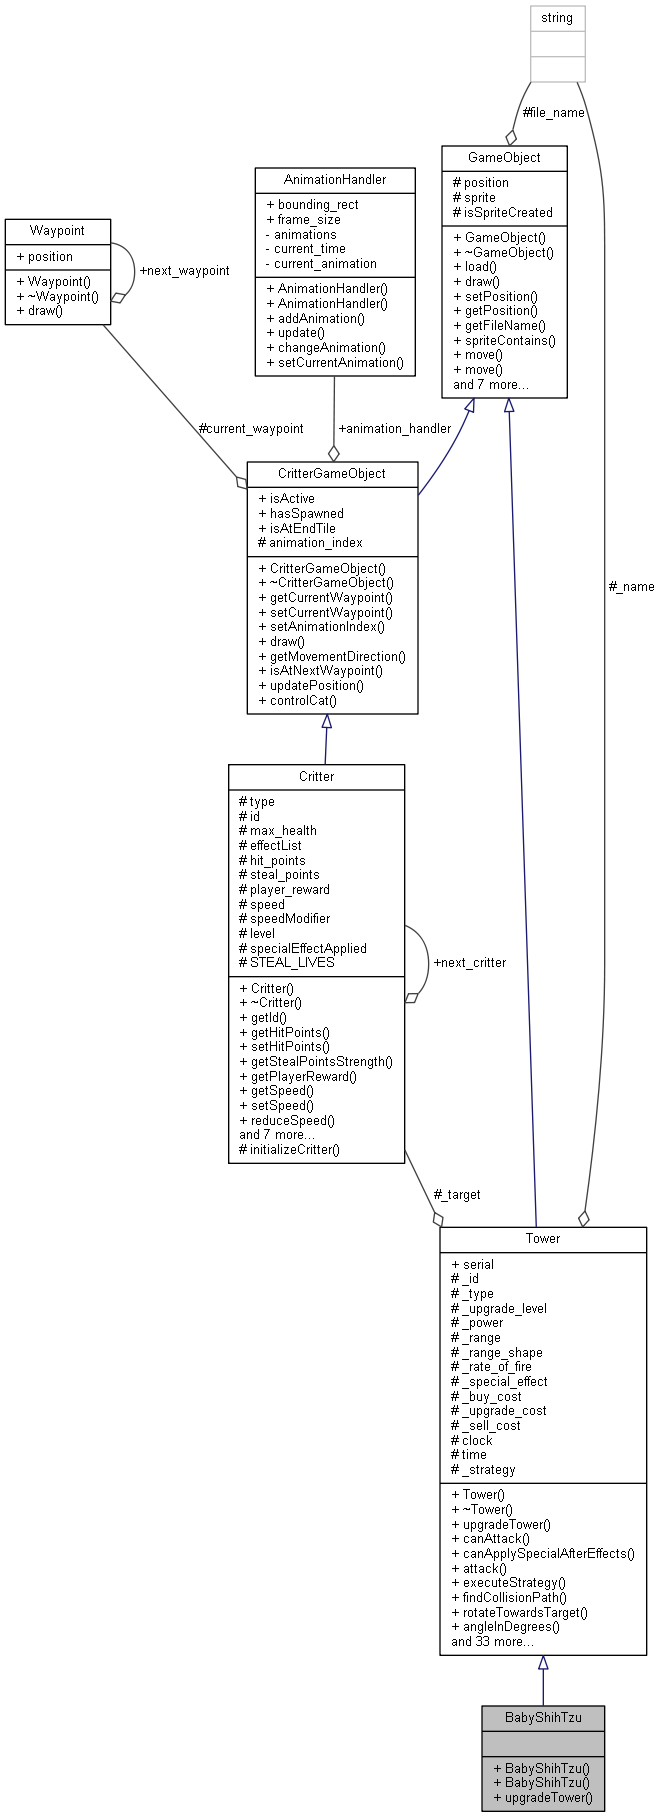 string
#file_name
GameObject
# position
# sprite
# isSpriteCreated
+ GameObject()
+ ~GameObject()
+ load()
+ draw()
+ setPosition()
+ getPosition()
+ getFileName()
+ spriteContains()
+ move()
+ move()
and 7 more...
AnimationHandler
+ bounding_rect
+ frame_size
- animations
- current_time
- current_animation
+ AnimationHandler()
+ AnimationHandler()
+ addAnimation()
+ update()
+ changeAnimation()
+ setCurrentAnimation()
Waypoint
+ position
+ Waypoint()
+ ~Waypoint()
+ draw()
+next_waypoint
#current_waypoint
+animation_handler
CritterGameObject
+ isActive
+ hasSpawned
+ isAtEndTile
# animation_index
+ CritterGameObject()
+ ~CritterGameObject()
+ getCurrentWaypoint()
+ setCurrentWaypoint()
+ setAnimationIndex()
+ draw()
+ getMovementDirection()
+ isAtNextWaypoint()
+ updatePosition()
+ controlCat()
#_name
Critter
# type
# id
# max_health
# effectList
# hit_points
# steal_points
# player_reward
# speed
# speedModifier
# level
# specialEffectApplied
# STEAL_LIVES
+ Critter()
+ ~Critter()
+ getId()
+ getHitPoints()
+ setHitPoints()
+ getStealPointsStrength()
+ getPlayerReward()
+ getSpeed()
+ setSpeed()
+ reduceSpeed()
and 7 more...
# initializeCritter()
+next_critter
#_target
Tower
+ serial
# _id
# _type
# _upgrade_level
# _power
# _range
# _range_shape
# _rate_of_fire
# _special_effect
# _buy_cost
# _upgrade_cost
# _sell_cost
# clock
# time
# _strategy
+ Tower()
+ ~Tower()
+ upgradeTower()
+ canAttack()
+ canApplySpecialAfterEffects()
+ attack()
+ executeStrategy()
+ findCollisionPath()
+ rotateTowardsTarget()
+ angleInDegrees()
and 33 more...
BabyShihTzu
+ BabyShihTzu()
+ BabyShihTzu()
+ upgradeTower()